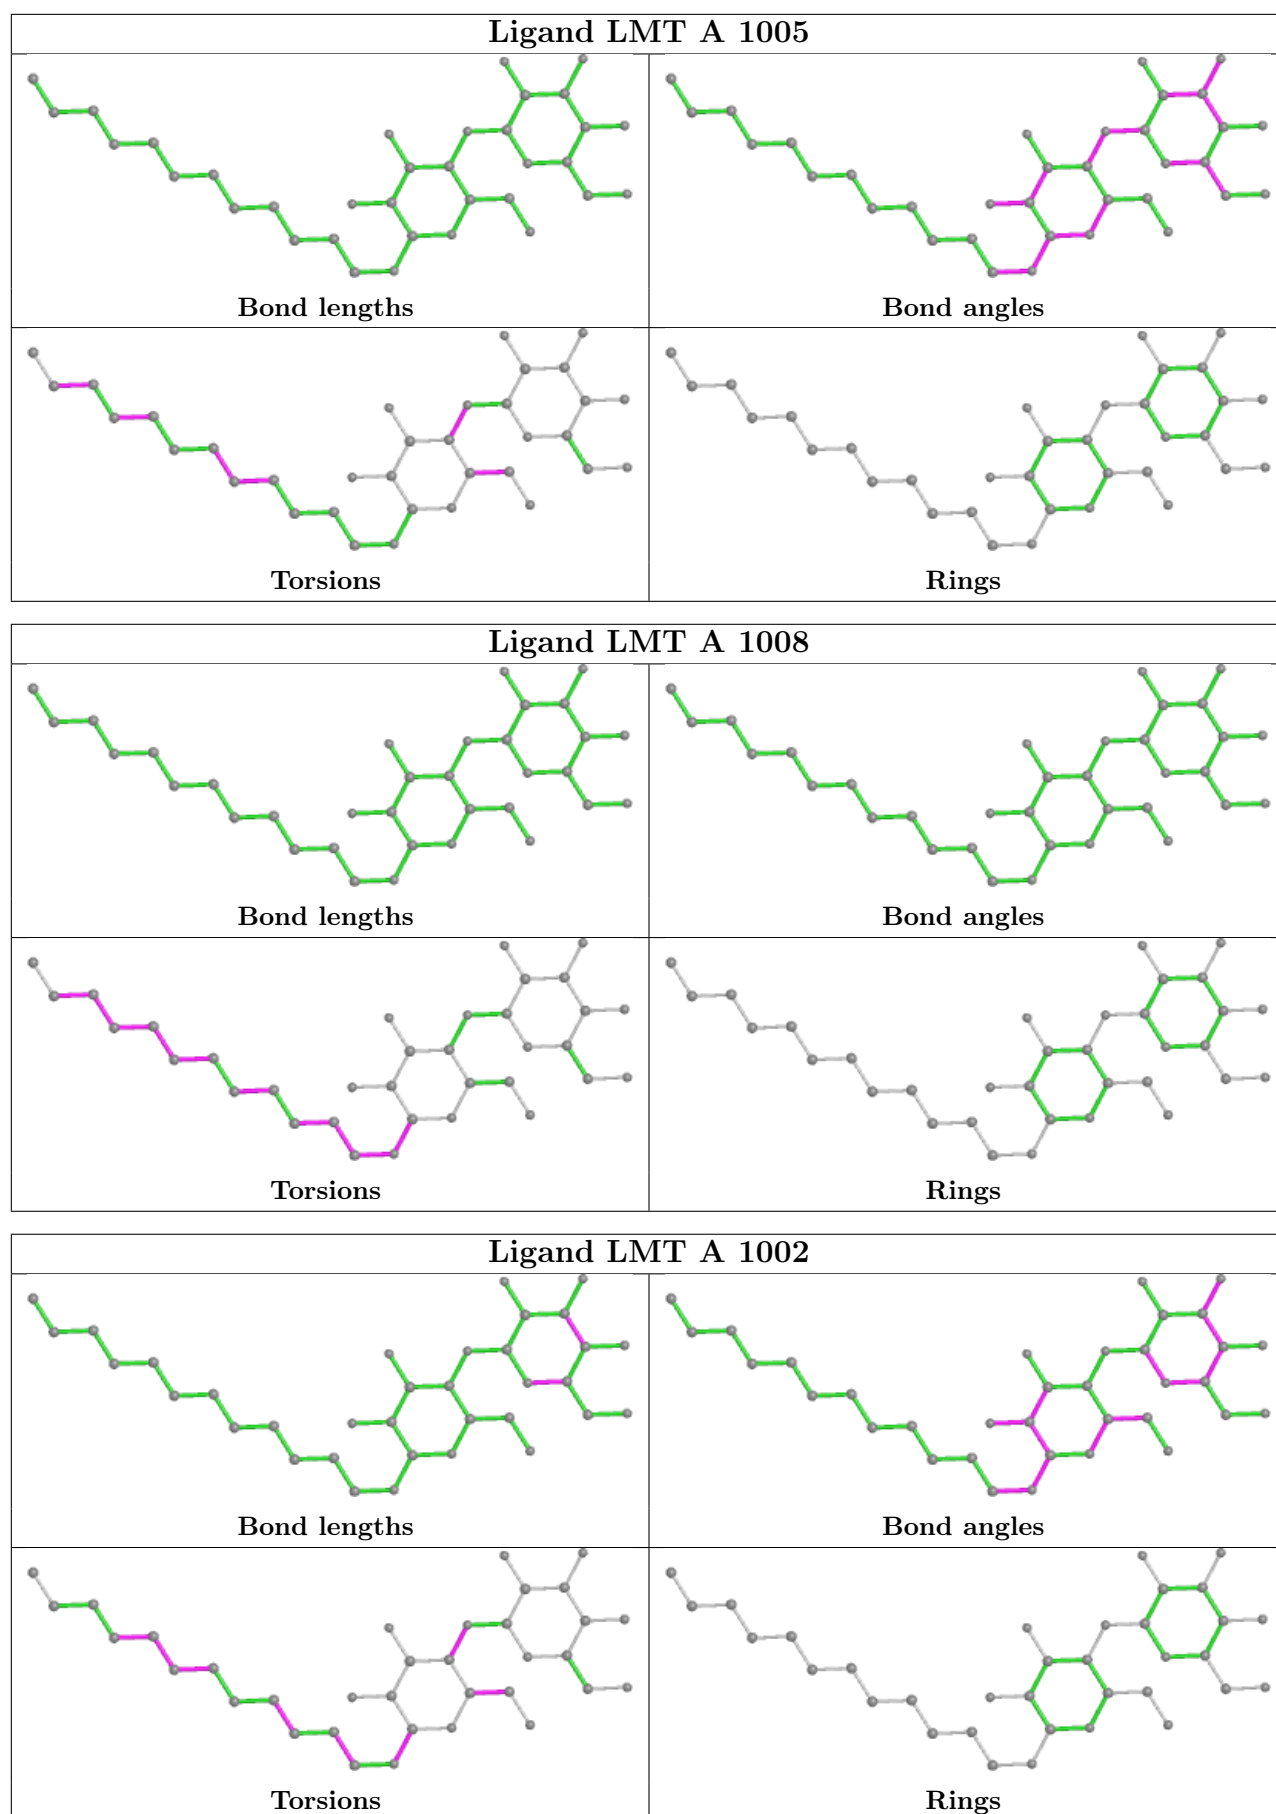 Ligand LMT A 1005
Bond lengths
Bond angles
Torsions
Rings
Ligand LMT A 1008
Bond lengths
Bond angles
Torsions
Rings
Ligand LMT A 1002
Bond lengths
Bond angles
Torsions
Rings